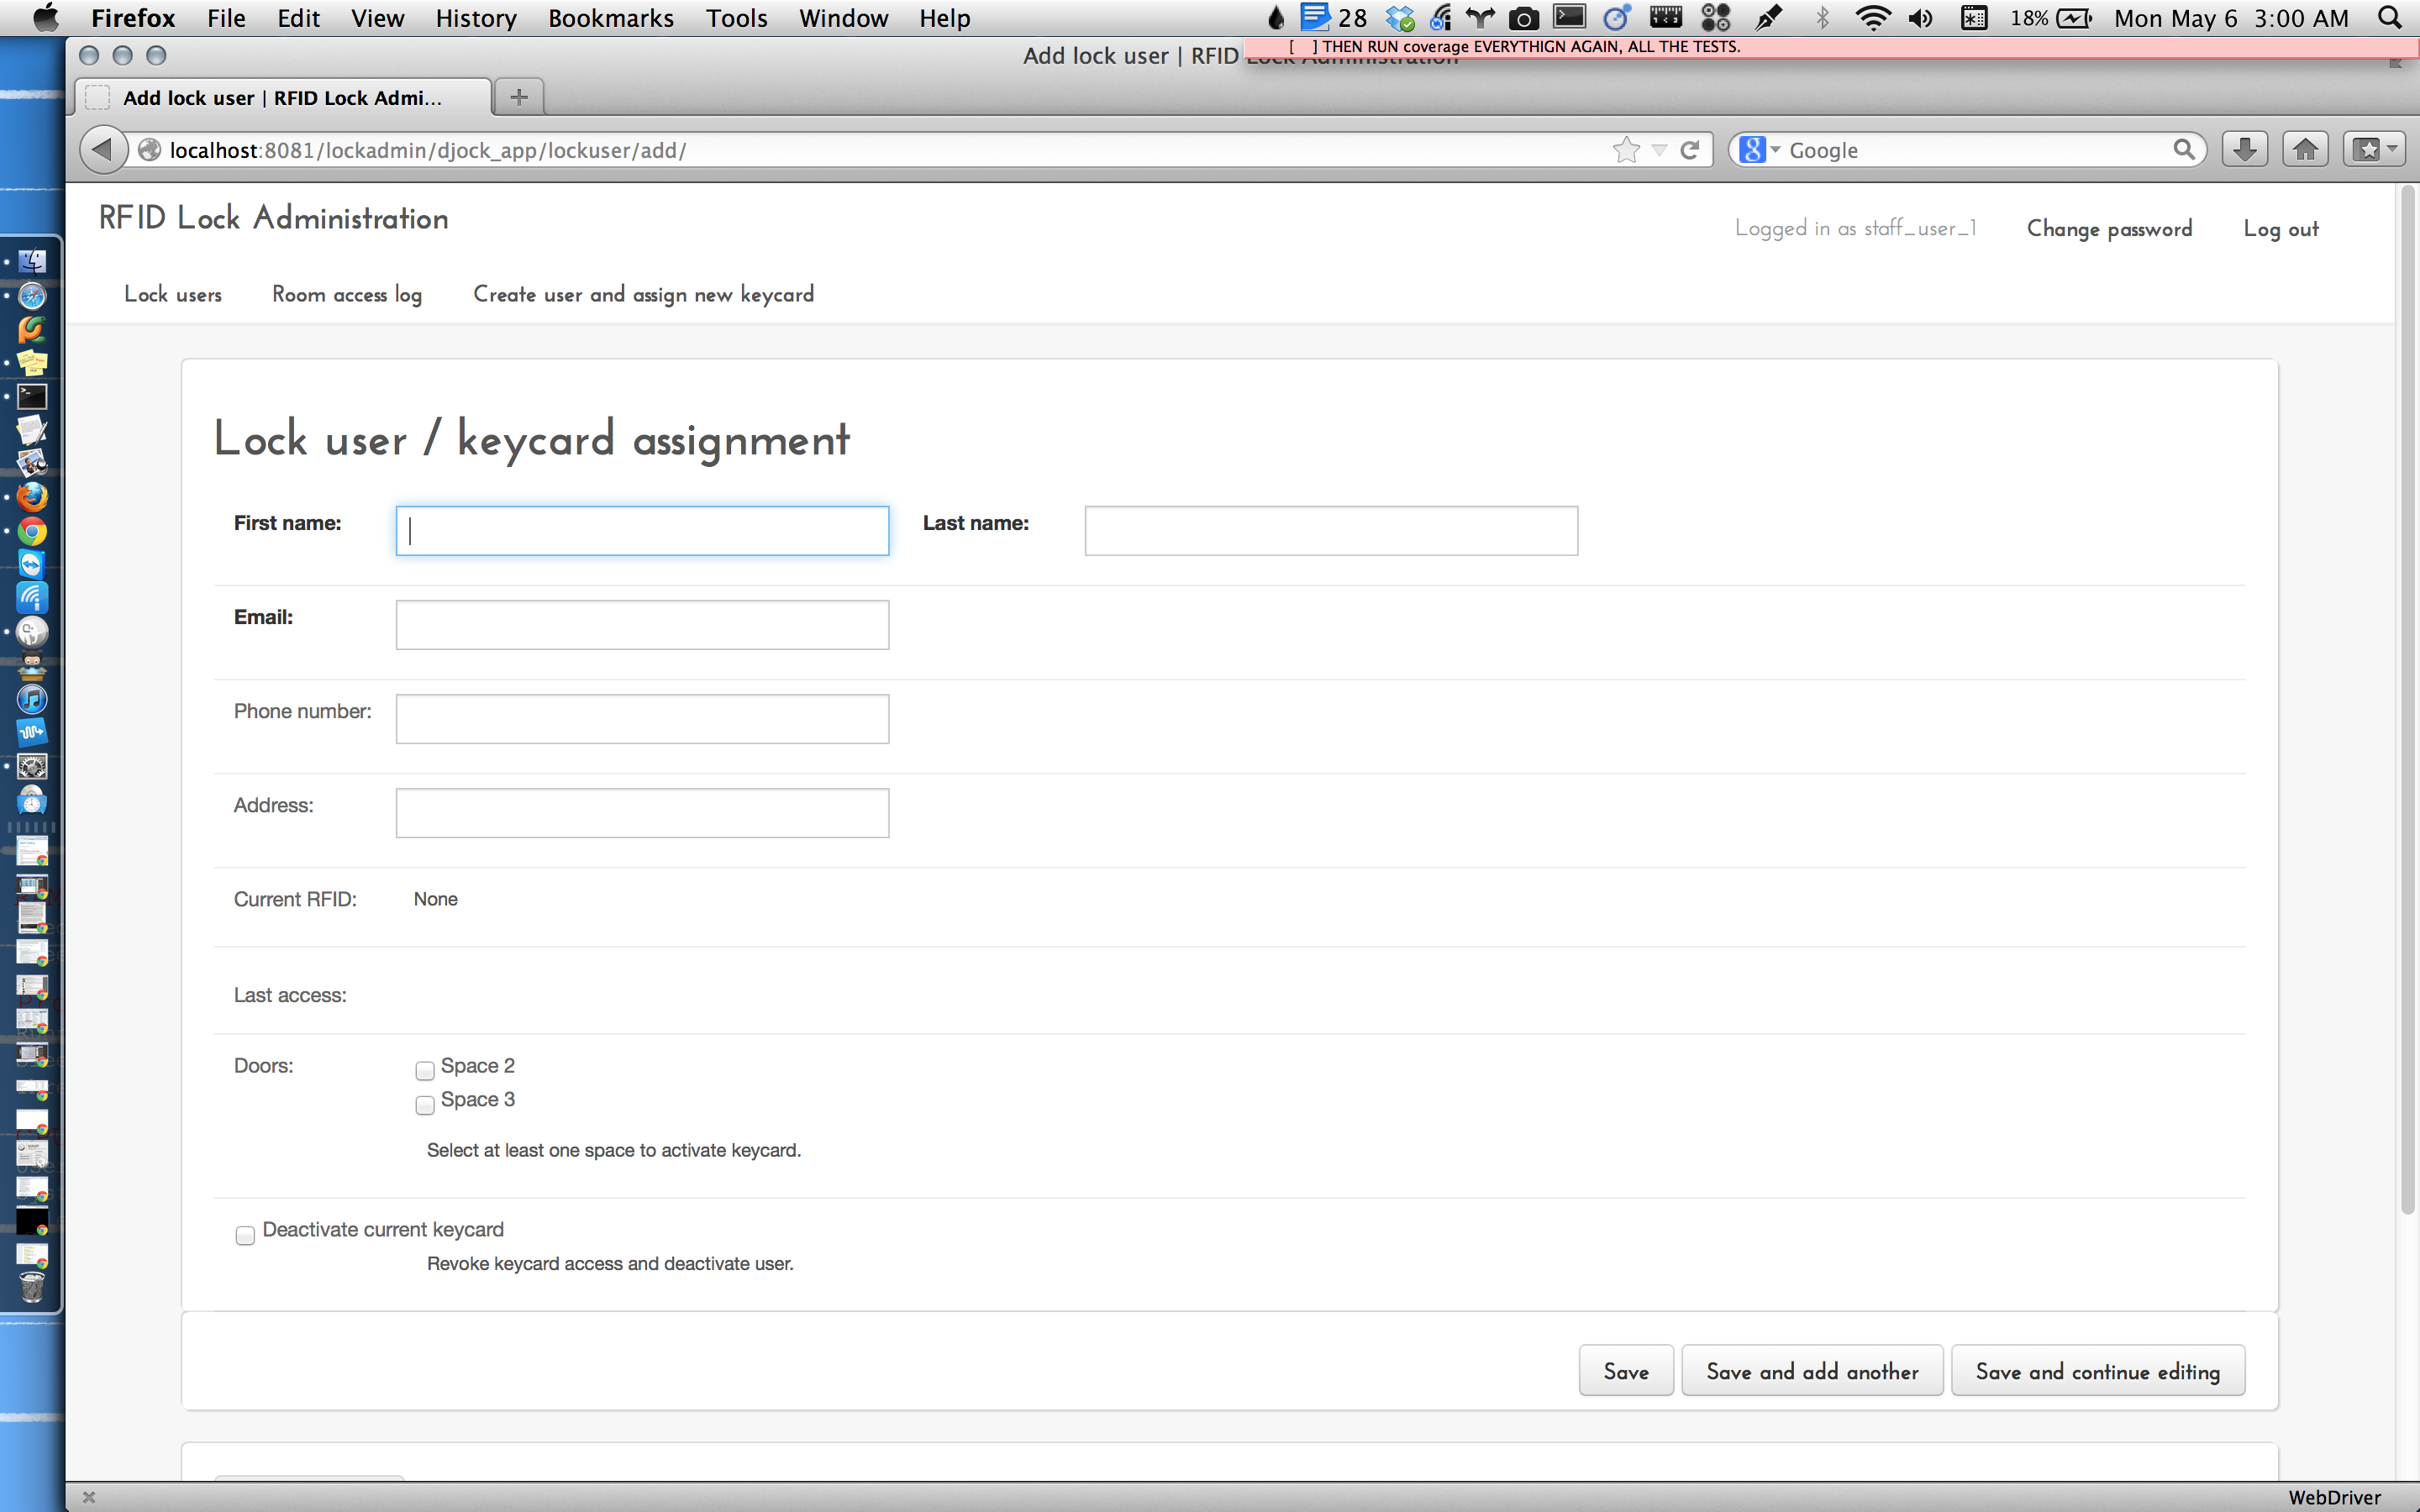 Firefox File Edit View History Bookmarks Tools Window Help 28 18% Mon May 6 3:00 AM
[ ] THEN RUN coverage EVERYTHIGN AGAIN, ALL THE TESTS.
Add lock user | RFID Lock Administration
Add lock user | RFID Lock Admi...
localhost:8081/lockadmin/djock_app/lockuser/add/
Google
RFID Lock Administration
Logged in as staff_user_1 Change password Log out
Lock users Room access log Create user and assign new keycard
Lock user / keycard assignment
First name: Last name:
Email:
Phone number:
Address:
Current RFID: None
Last access:
Doors: Space 2
Space 3
Select at least one space to activate keycard.
Deactivate current keycard
Revoke keycard access and deactivate user.
Save Save and add another Save and continue editing
WebDriver